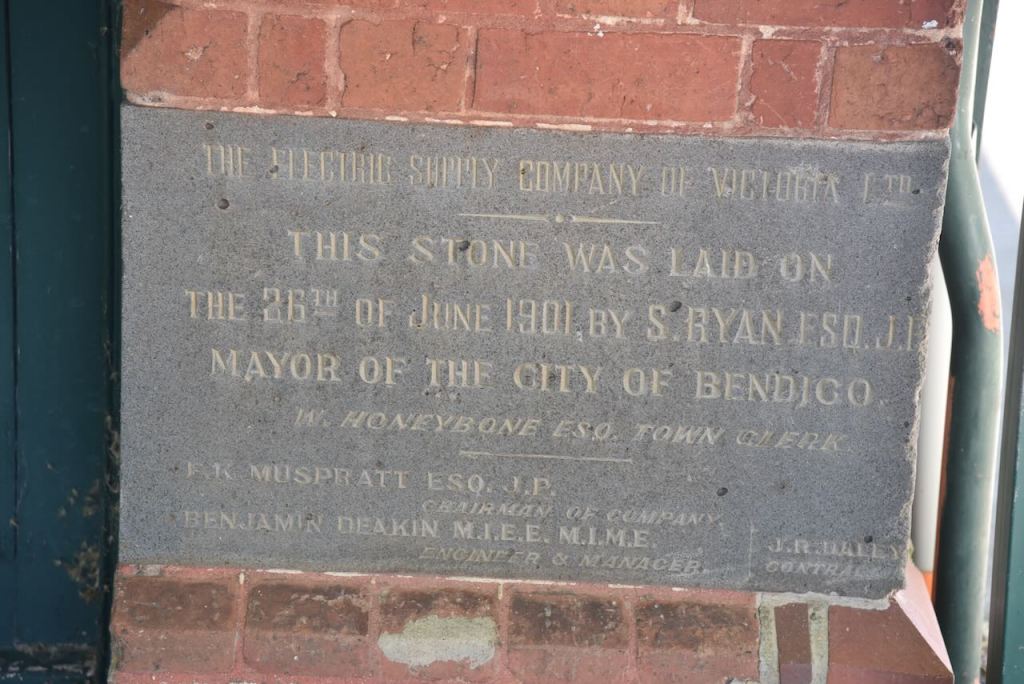 THE ELECTRIC SUPPLY COMPANY OF VICTORIA LTD.
THIS STONE WAS LAID ON
THE 26TH OF JUNE 1901, BY S. RYAN ESQ. J.P
MAYOR OF THE CITY OF BENDIGO.
W. HONEYBONE ESQ. TOWN CLERK.
E.K. MUSPRATT ESQ. J.P.
CHAIRMAN OF COMPANY.
BENJAMIN DEAKIN M.I.E.E. M.I.M.E.
ENGINEER & MANAGER.
J.R. HALEY